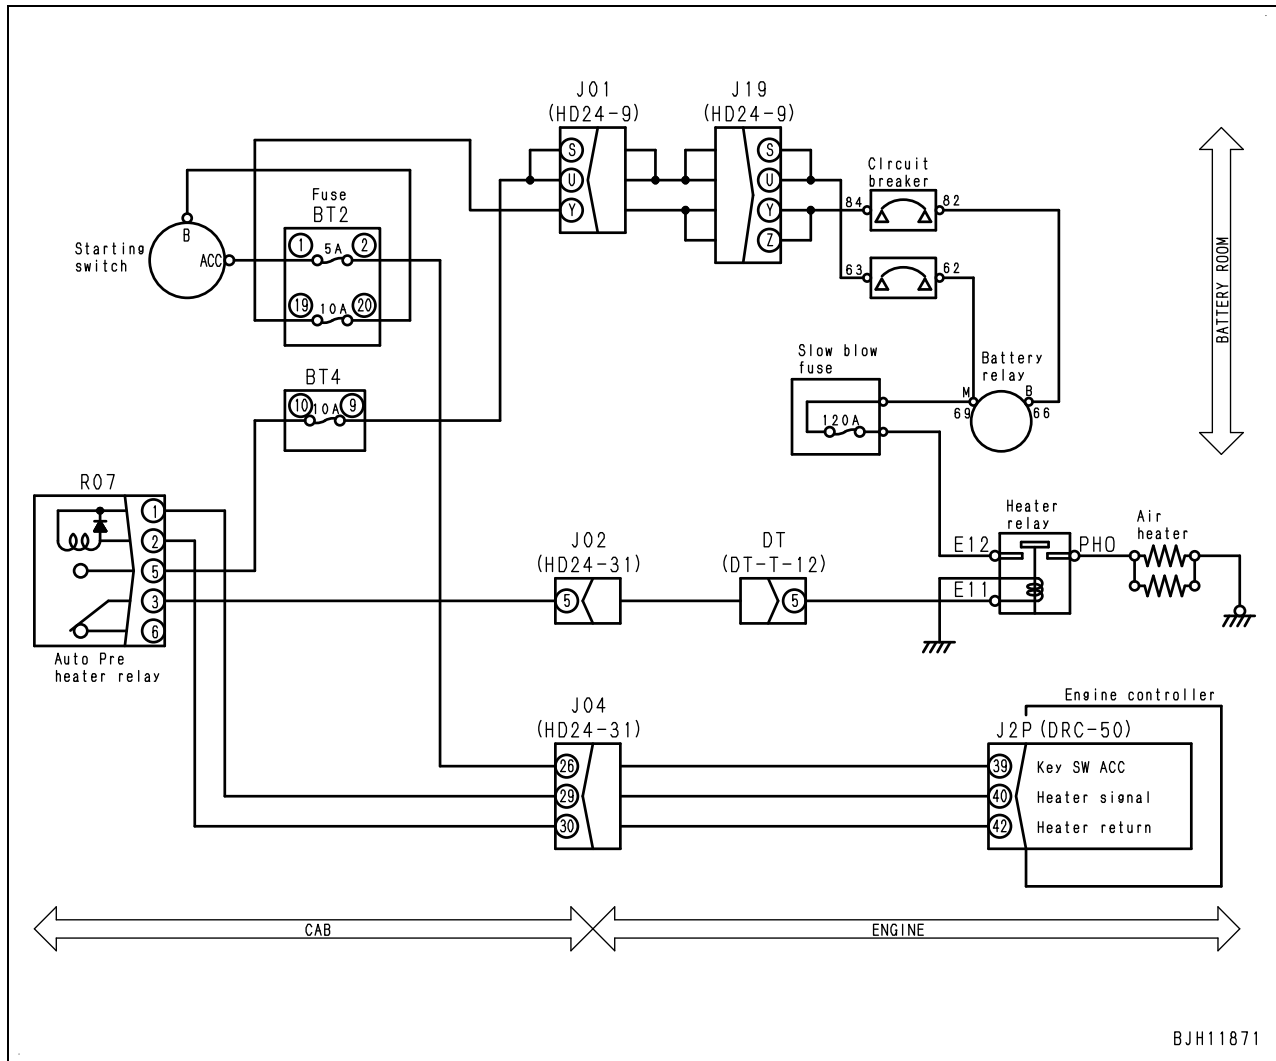 J01
(HD24-9)
J19
(HD24-9)
S
U
Y
S
U
Y
Z
CIrcuit
breaker
84
82
63
62
Fuse
BT2
1
5A
2
19
10A
20
Starting
switch
B
ACC
BT4
10
10A
9
Slow blow
fuse
120A
Battery
relay
M
B
69
66
BATTERY ROOM
R07
1
2
5
3
6
Auto Pre
heater relay
J02
(HD24-31)
5
DT
(DT-T-12)
5
Heater
relay
E12
PHO
E11
Air
heater
J04
(HD24-31)
26
29
30
Engine controller
J2P(DRC-50)
39 Key SW ACC
40 Heater signal
42 Heater return
CAB
ENGINE
BJH11871